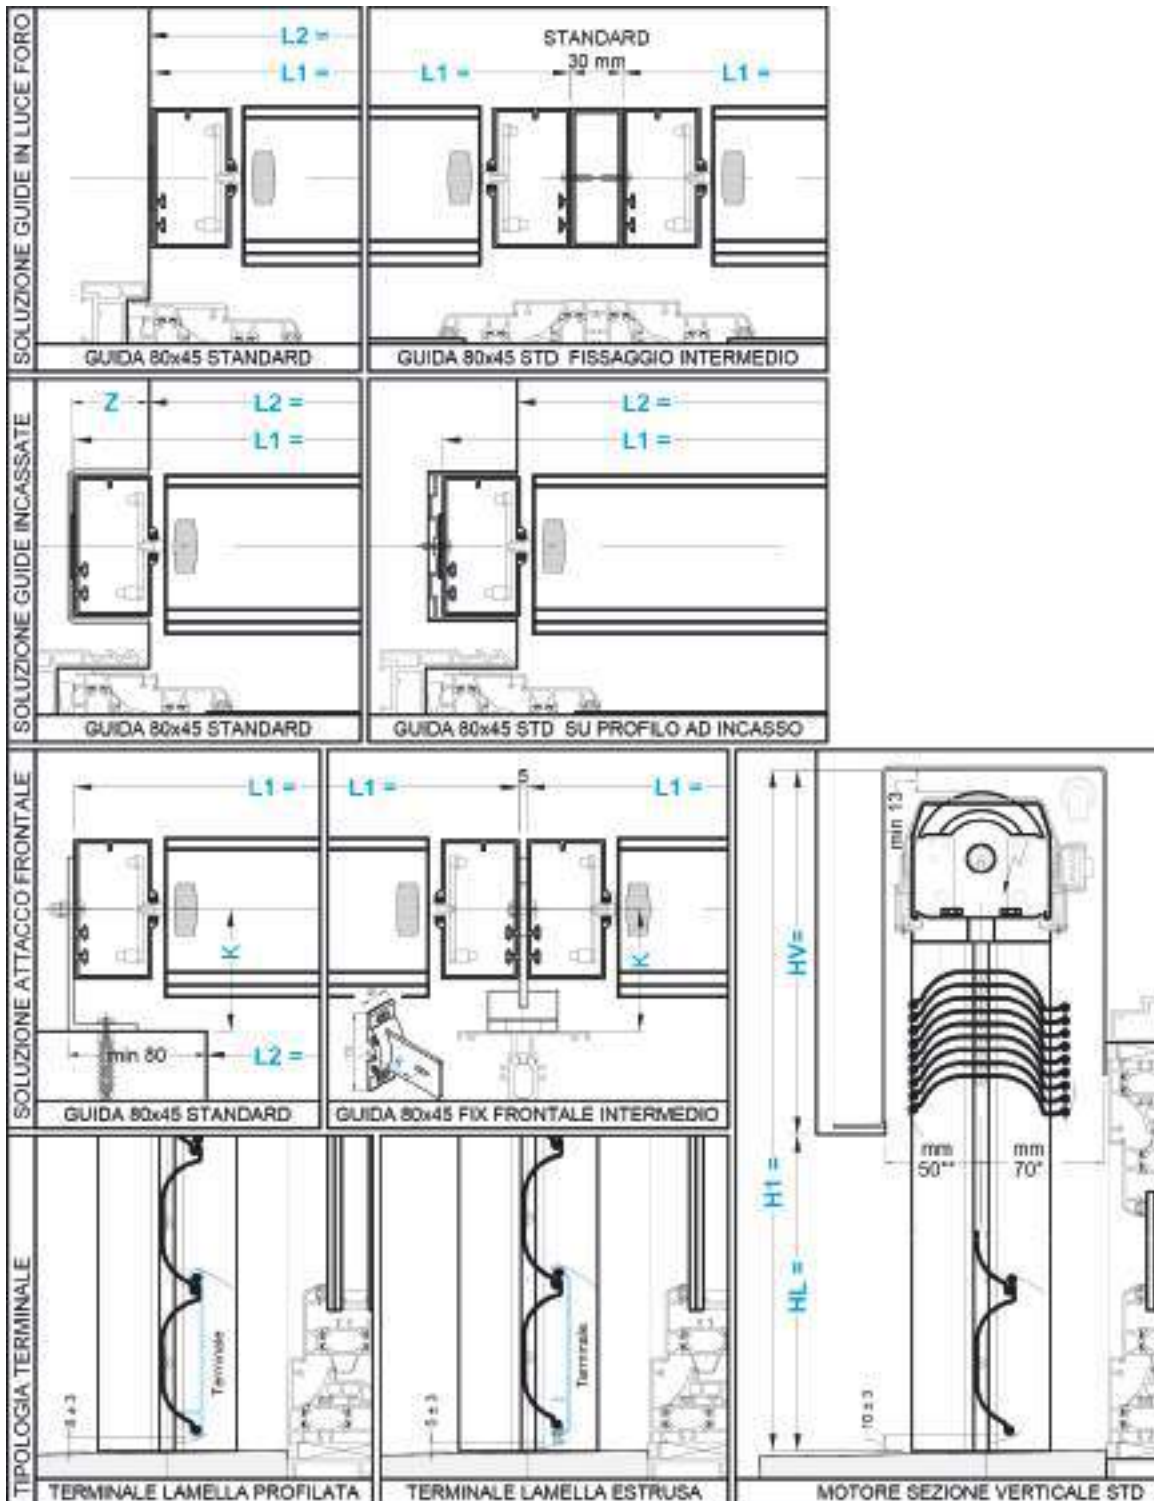 SOLUZIONE GUIDE IN LUCE FORO
L2 =
L1 =
GUIDA 80x45 STANDARD
STANDARD
30 mm
L1 =
L1 =
GUIDA 80x45 STD FISSAGGIO INTERMEDIO
SOLUZIONE GUIDE INCASSATE
Z
L2 =
L1 =
GUIDA 80x45 STANDARD
L2 =
L1 =
GUIDA 80x45 STD SU PROFILO AD INCASSO
SOLUZIONE ATTACCO FRONTALE
L1 =
K
min 80
L2 =
GUIDA 80x45 STANDARD
5
L1 =
L1 =
K
GUIDA 80x45 FIX FRONTALE INTERMEDIO
TIPOLOGIA TERMINALE
Terminale
TERMINALE LAMELLA PROFILATA
Terminale
5 ± 3
TERMINALE LAMELLA ESTRUSA
min 13
HV=
H1 =
HL =
mm
50**
mm
70*
10 ± 3
MOTORE SEZIONE VERTICALE STD